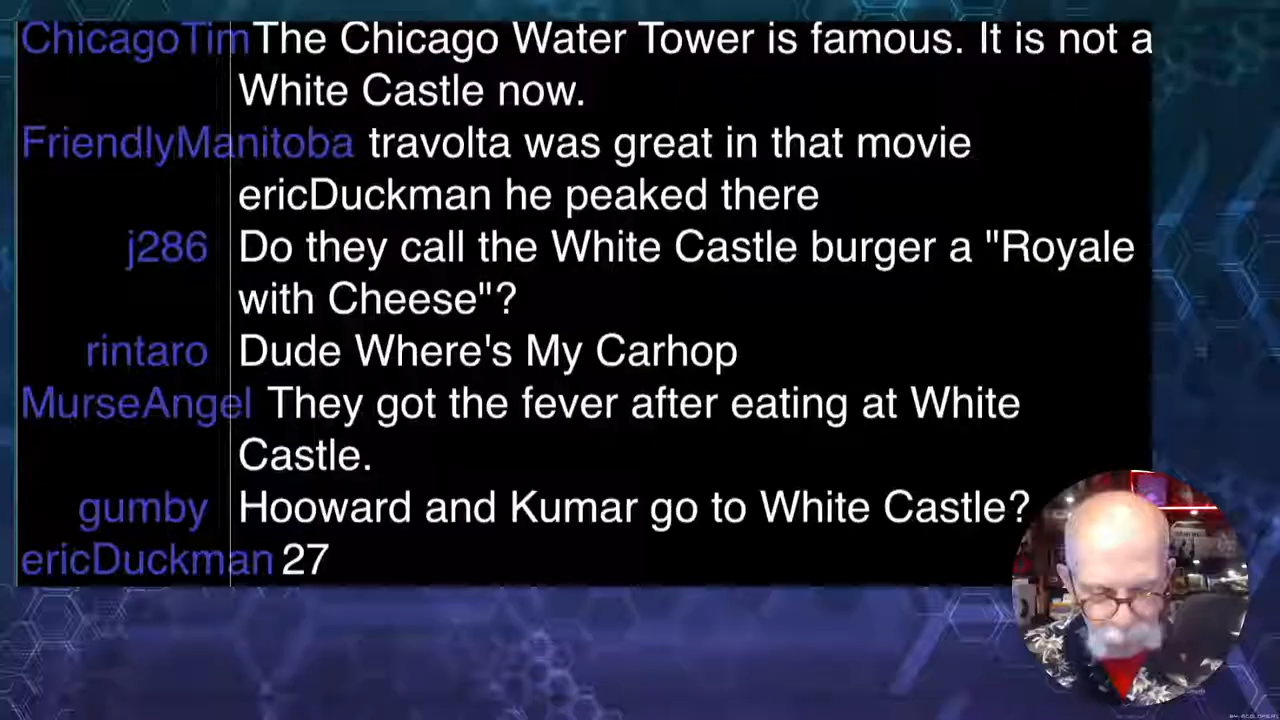 ChicagoTim The Chicago Water Tower is famous. It is not a
White Castle now.
FriendlyManitoba travolta was great in that movie
ericDuckman he peaked there
j286 Do they call the White Castle burger a "Royale
with Cheese"?
rintaro Dude Where's My Carhop
MurseAngel They got the fever after eating at White
Castle.
gumby Hooward and Kumar go to White Castle?
ericDuckman 27